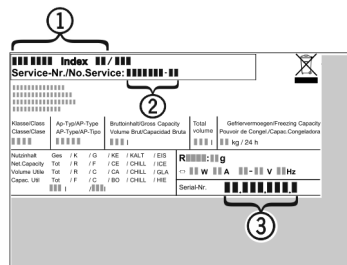 ①
Index /
Service-Nr./No.Service: -
②
Klasse/Class Ap-Typ/AP-Type Bruttoinhalt/Gross Capacity Total Gefriervermoegen/Freezing Capacity
Classe/Clase AP-Type/AP-Tipo Volume Brut/Capacidad Bruta volume Pouvoir de Congel./Capac.Congeladora
l l kg / 24 h
Nutzinhalt Ges / K / G / KE / KALT / EIS
Net Capacity Tot / R / F / CE / CHILL / ICE
Volume Utile Tot / R / C / CA / CHILL / GLA
Capac. Util Tot / F / C / BO / CHILL / HIE
l / l
R : g
W A - V Hz
Serial-Nr. . . .
③